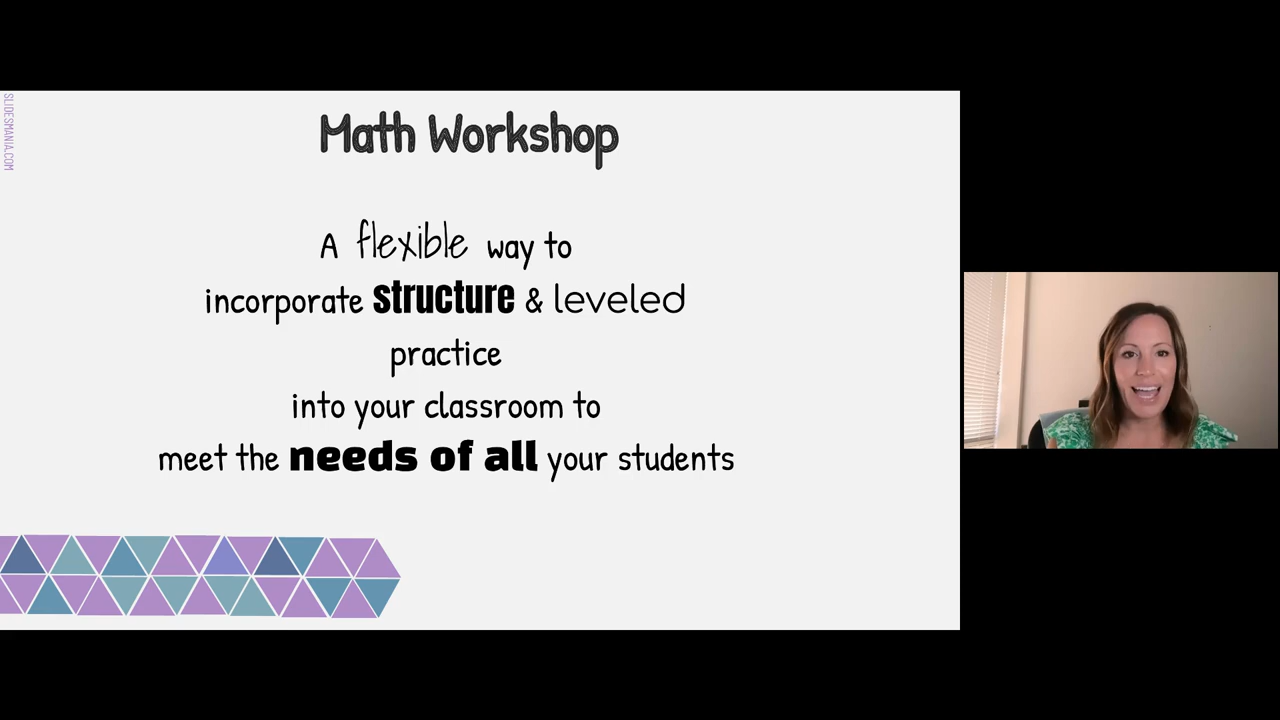 SLIDESMANIA.COM
Math Workshop
A flexible way to
incorporate structure & leveled
practice
into your classroom to
meet the needs of all your students